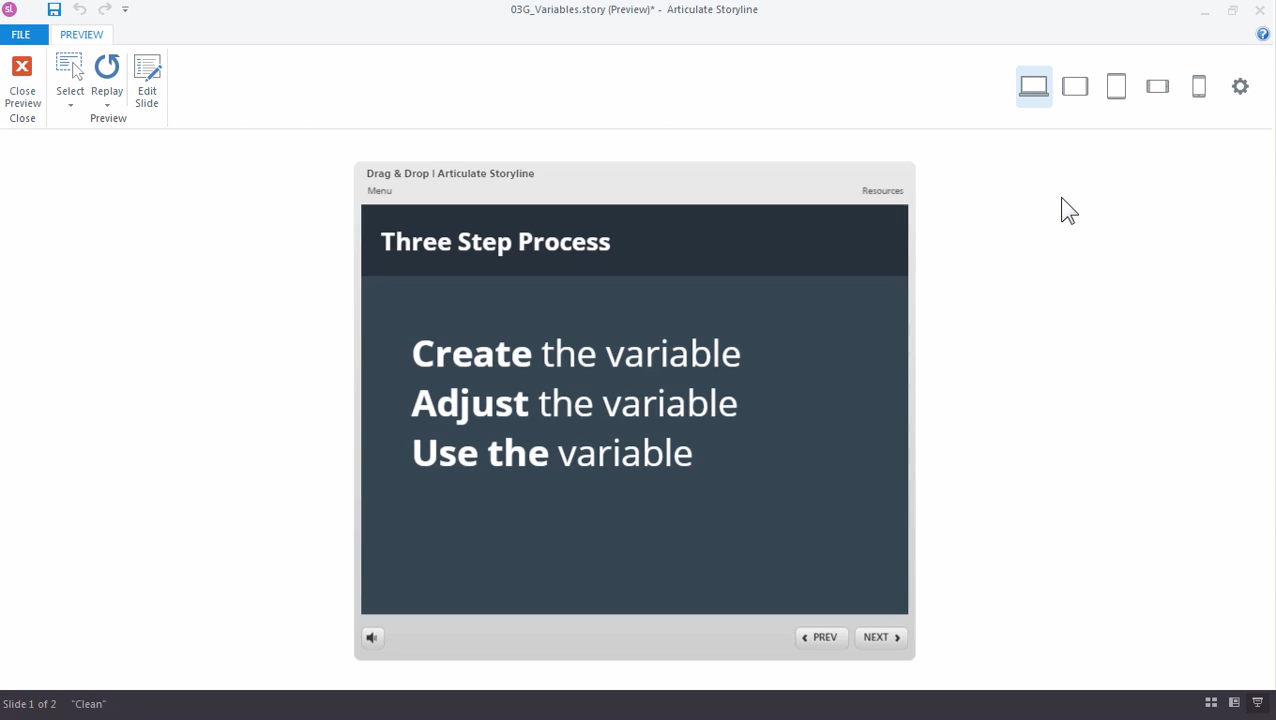 SL
03G_Variables.story (Preview)* - Articulate Storyline
FILE
PREVIEW
?
Close
Preview
Select
Replay
Edit
Slide
Close
Preview
Drag & Drop | Articulate Storyline
Menu
Resources
Three Step Process
Create the variable
Adjust the variable
Use the variable
PREV
NEXT
Slide 1 of 2
"Clean"